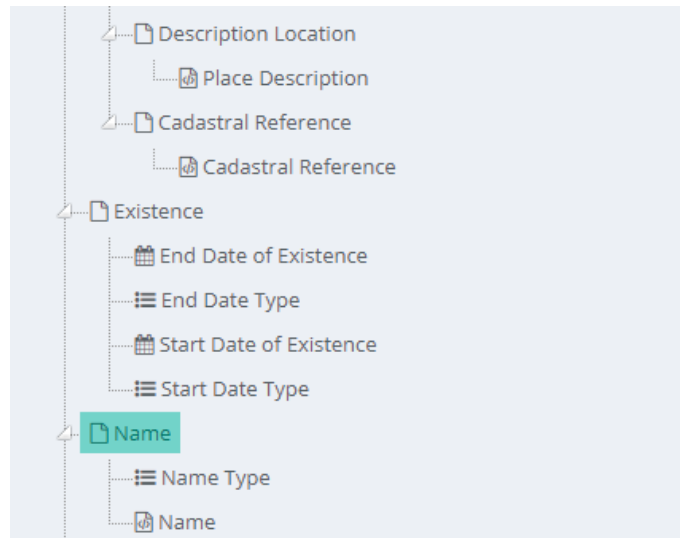 Description Location
Place Description
Cadastral Reference
Cadastral Reference
Existence
End Date of Existence
End Date Type
Start Date of Existence
Start Date Type
Name
Name Type
Name